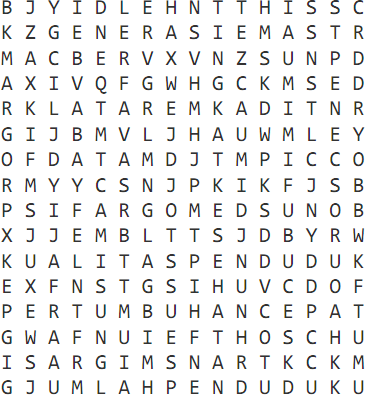 B J Y I D L E H N T T H I S S C
K Z G E N E R A S I E M A S T R
M A C B E R V X V N Z S U N P D
A X I V Q F G W H G C K M S E D
R K L A T A R E M K A D I T N R
G I J B M V L J H A U W M L E Y
O F D A T A M D J T M P I C C O
R M Y Y C S N J P K I K F J S B
P S I F A R G O M E D S U N O B
X J J E M B L T T S J D B Y R W
K U A L I T A S P E N D U D U K
E X F N S T G S I H U V C D O F
P E R T U M B U H A N C E P A T
G W A F N U I E F T H O S C H U
I S A R G I M S N A R T K C K M
G J U M L A H P E N D U D U K U